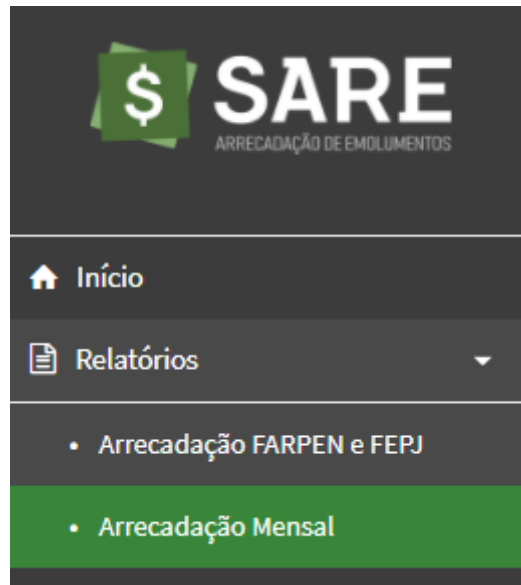 $ SARE
ARRECADAÇÃO DE EMOLUMENTOS
Início
Relatórios
• Arrecadação FARPEN e FEPJ
• Arrecadação Mensal